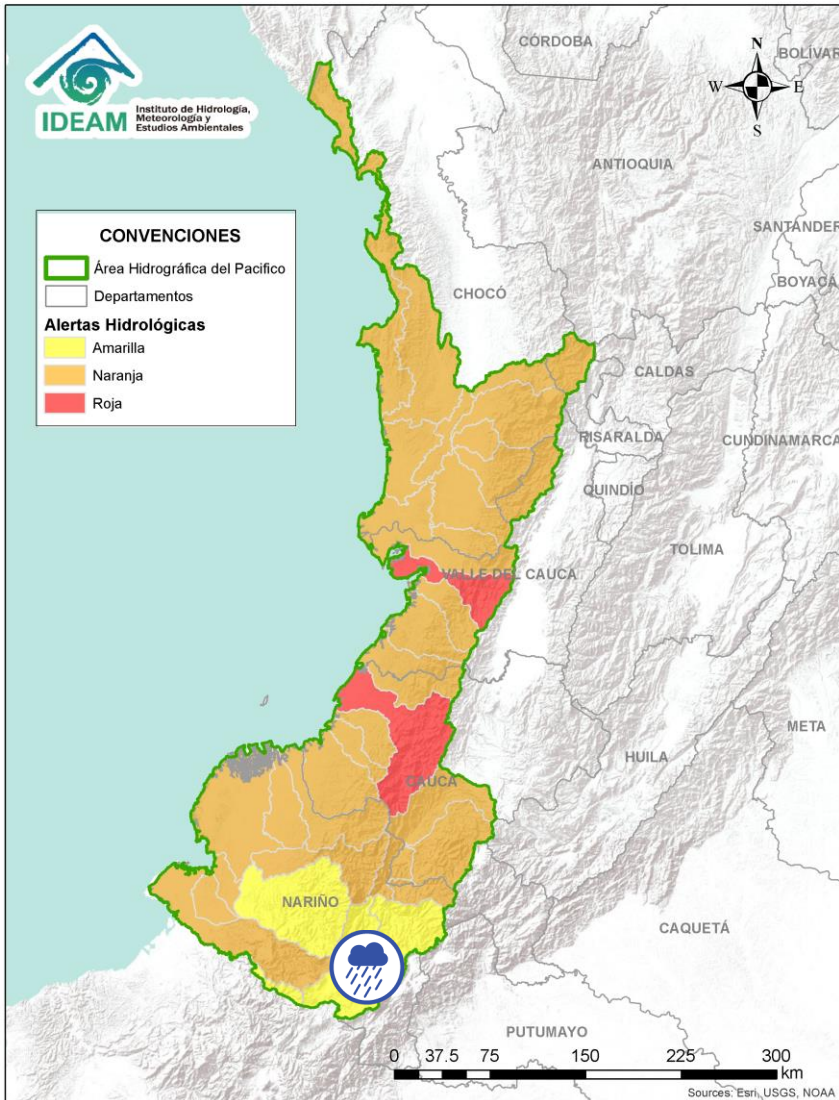 IDEAM
Instituto de Hidrología,
Meteorología y
Estudios Ambientales
CÓRDOBA
BOLÍVAR
N
W
E
S
ANTIOQUIA
SANTANDER
BOYACÁ
CONVENCIONES
Área Hidrográfica del Pacifico
Departamentos
Alertas Hidrológicas
Amarilla
Naranja
Roja
CHOCÓ
CALDAS
RISARALDA
CUNDINAMARCA
QUINDÍO
TOLIMA
VALLE DEL CAUCA
META
HUILA
CAUCA
NARIÑO
CAQUETÁ
PUTUMAYO
0 37.5 75 150 225 300
km
Sources: Esri, USGS, NOAA